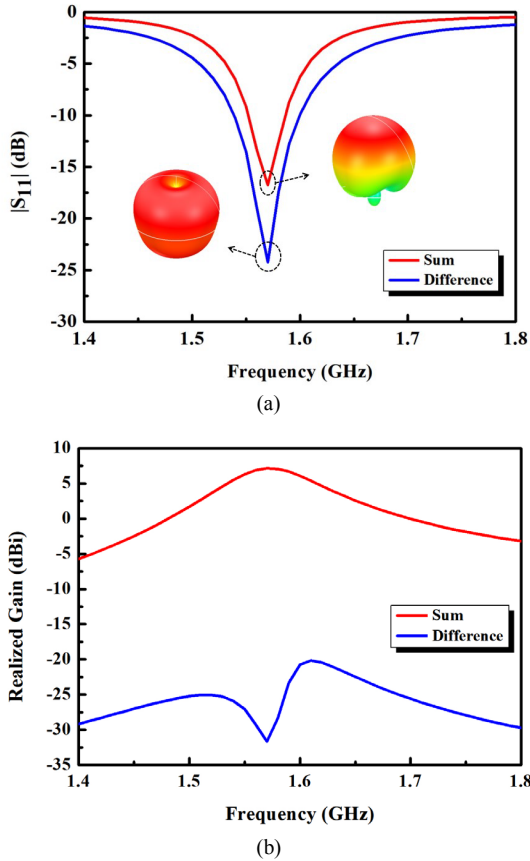 0
-5
-10
-15
-20
-25
-30
|S₁₁| (dB)
Sum
Difference
1.4 1.5 1.6 1.7 1.8
Frequency (GHz)
(a)
10
5
0
-5
-10
-15
-20
-25
-30
-35
Realized Gain (dBi)
Sum
Difference
1.4 1.5 1.6 1.7 1.8
Frequency (GHz)
(b)